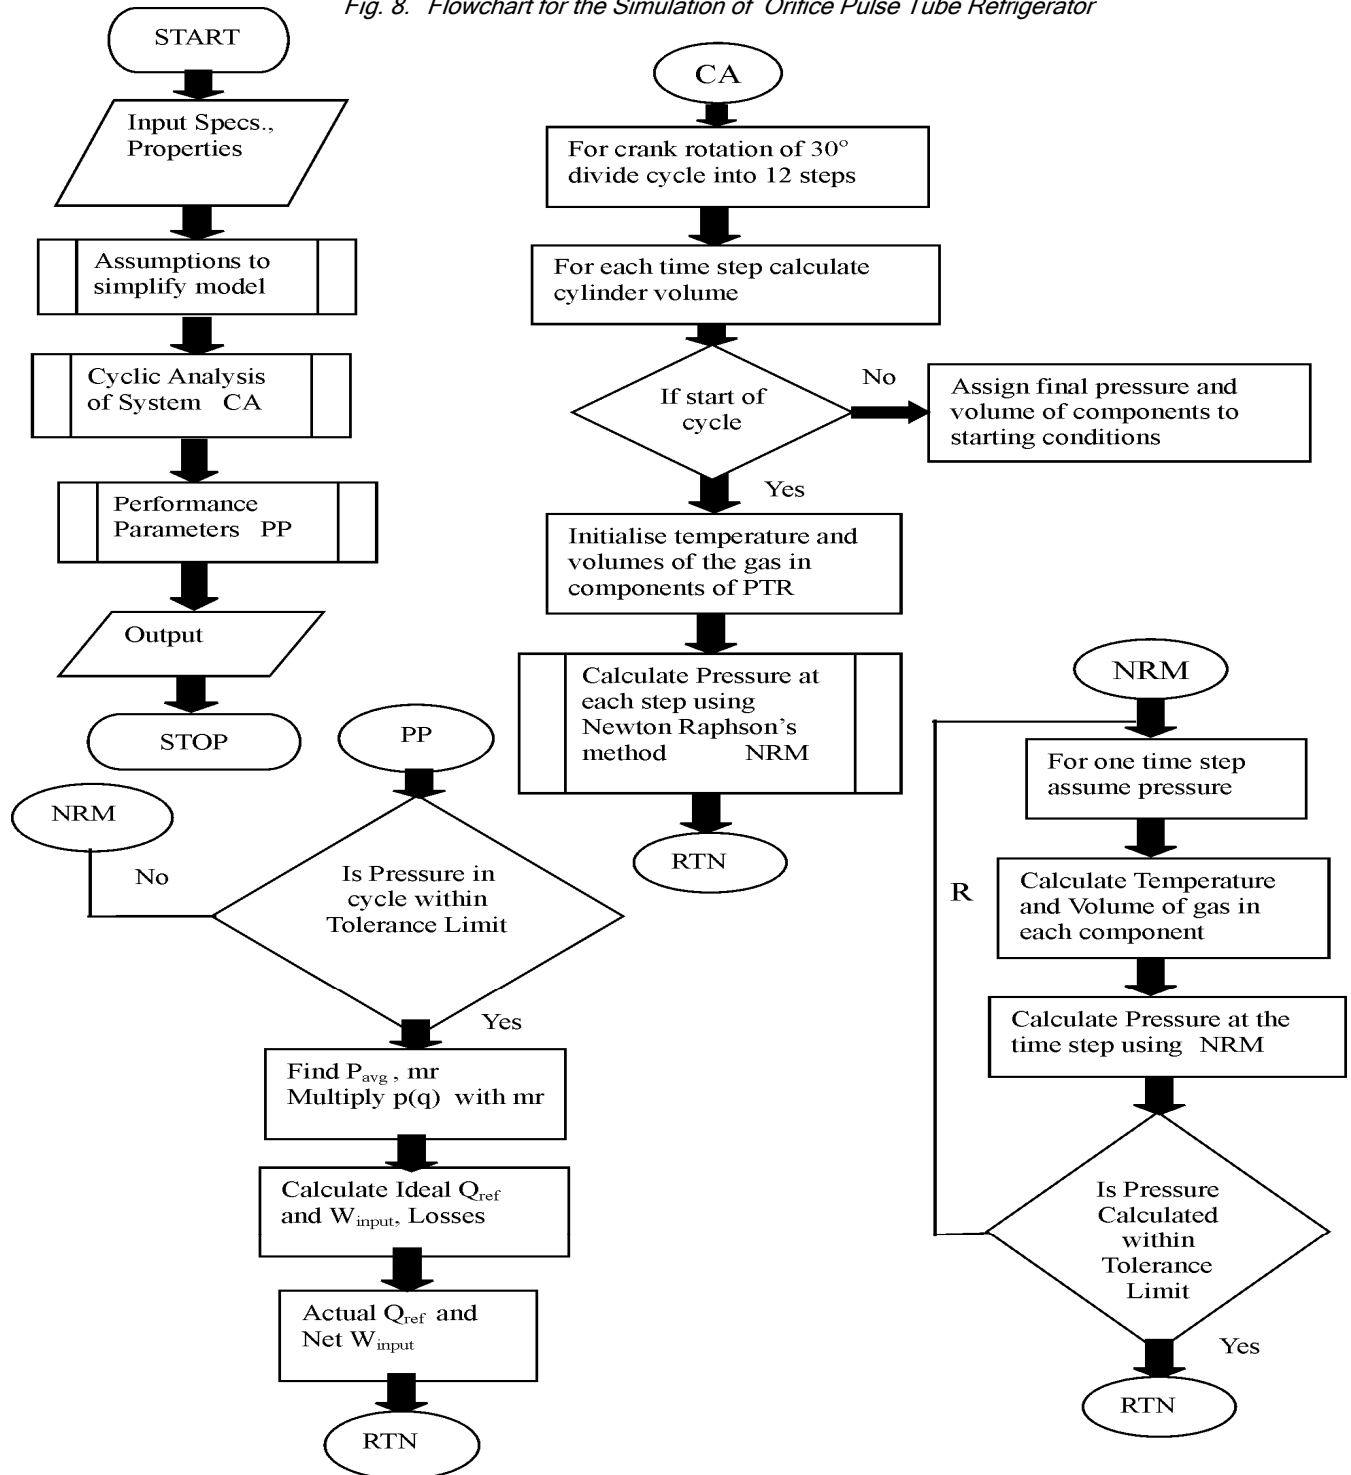 Fig. 8. Flowchart for the Simulation of Orifice Pulse Tube Refrigerator
START
Input Specs.,
Properties
Assumptions to
simplify model
Cyclic Analysis
of System CA
Performance
Parameters PP
Output
STOP
CA
For crank rotation of 30°
divide cycle into 12 steps
For each time step calculate
cylinder volume
If start of
cycle
No
Assign final pressure and
volume of components to
starting conditions
Yes
Initialise temperature and
volumes of the gas in
components of PTR
Calculate Pressure at
each step using
Newton Raphson's
method NRM
RTN
PP
NRM
No
Is Pressure in
cycle within
Tolerance Limit
Yes
Find Pavg , mr
Multiply p(q) with mr
Calculate Ideal Qref
and Winput, Losses
Actual Qref and
Net Winput
RTN
NRM
For one time step
assume pressure
R
Calculate Temperature
and Volume of gas in
each component
Calculate Pressure at the
time step using NRM
Is Pressure
Calculated
within
Tolerance
Limit
Yes
RTN